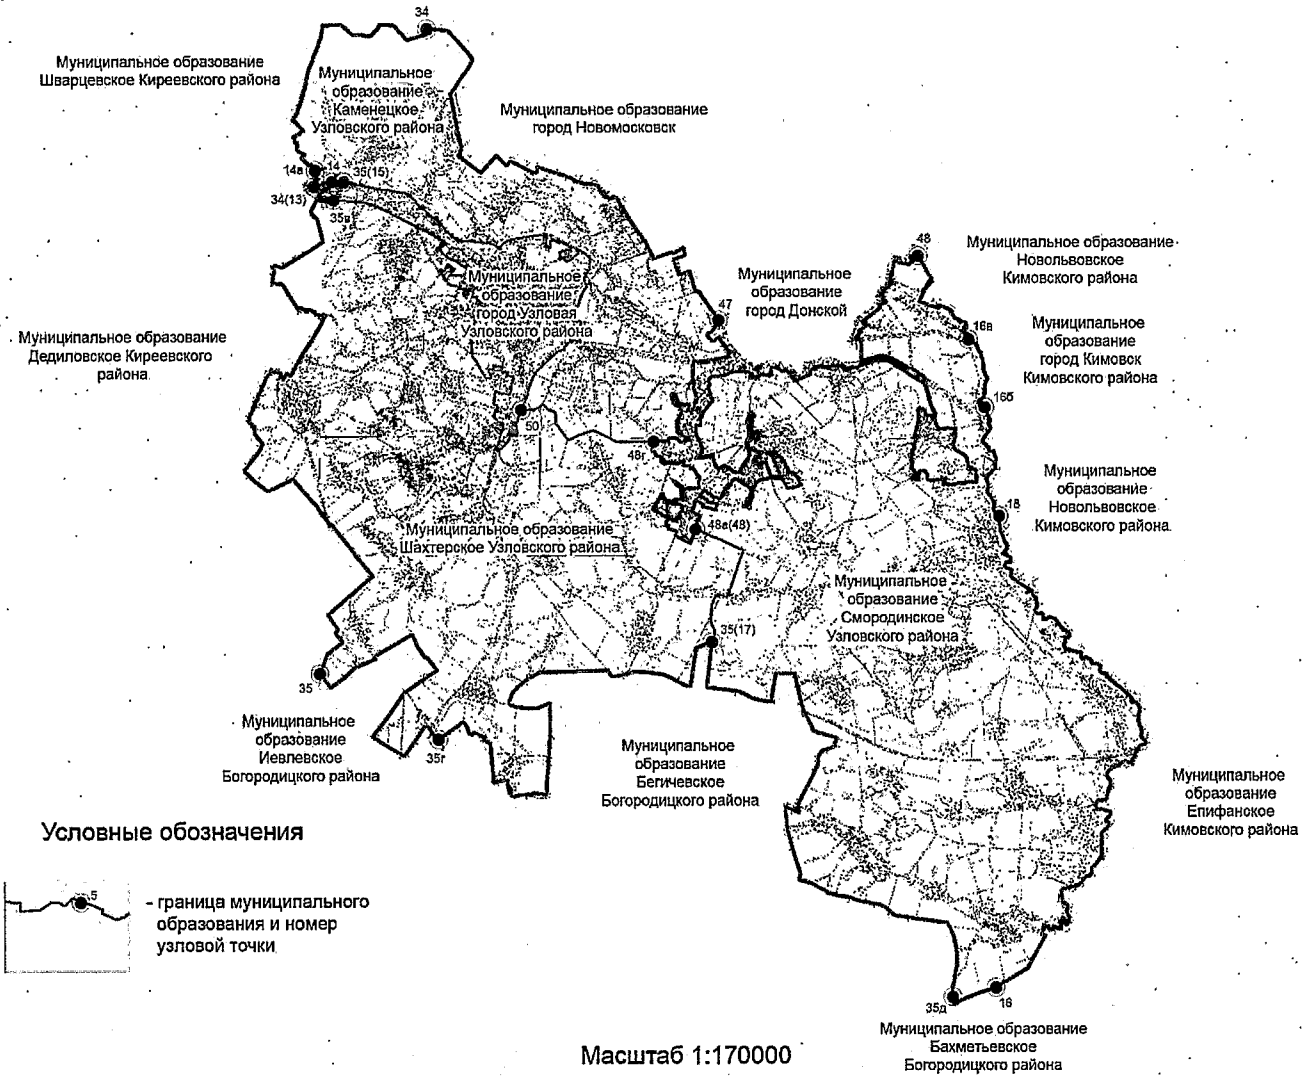 34
Муниципальное образование
Шварцевское Киреевского района
Муниципальное
образование
Каменецкое
Узловского района
Муниципальное образование
город Новомосковск
14а
14
35(15)
34(13)
35в
48
Муниципальное образование
Новольвовское
Кимовского района
Муниципальное
образование
город Донской
Муниципальное
образование
город Узловая
Узловского района
47
16в
Муниципальное
образование
город Кимовск
Кимовского района
Муниципальное образование
Дедиловское Киреевского
района
16б
50
48г
Муниципальное
образование
Новольвовское
Кимовского района
18
48а(48)
Муниципальное образование
Шахтерское Узловского района
Муниципальное
образование
Смородинское
Узловского района
35(17)
35
Муниципальное
образование
Иевлевское
Богородицкого района
35г
Муниципальное
образование
Бегичевское
Богородицкого района
Муниципальное
образование
Епифанское
Кимовского района
Условные обозначения
5
- граница муниципального
образования и номер
узловой точки
35д
16
Муниципальное образование
Бахметьевское
Богородицкого района
Масштаб 1:170000